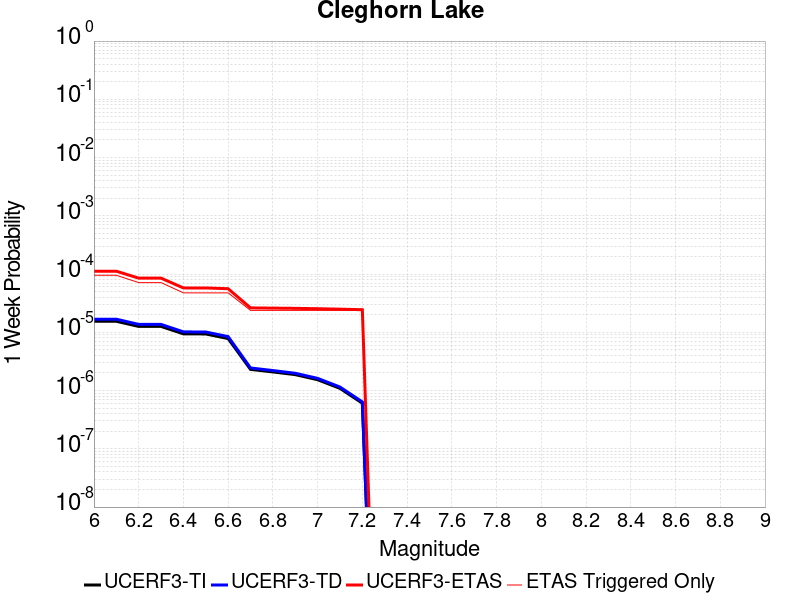 Cleghorn Lake
1 Week Probability
10^0
10^-1
10^-2
10^-3
10^-4
10^-5
10^-6
10^-7
10^-8
6 6.2 6.4 6.6 6.8 7 7.2 7.4 7.6 7.8 8 8.2 8.4 8.6 8.8 9
Magnitude
UCERF3-TI UCERF3-TD UCERF3-ETAS ETAS Triggered Only